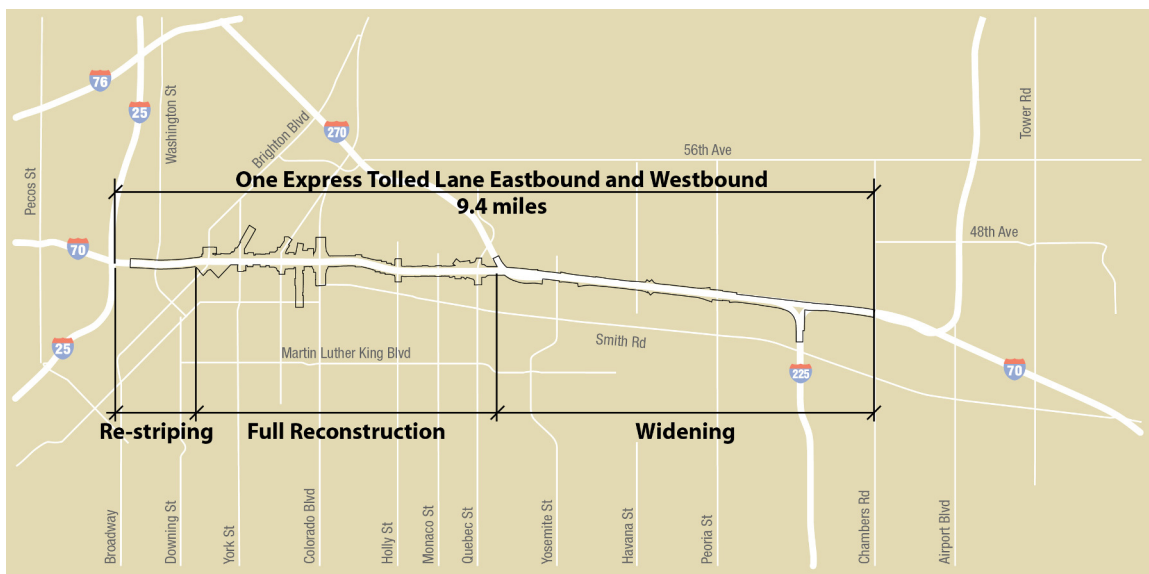 76
25
Washington St
Brighton Blvd
270
Tower Rd
56th Ave
Pecos St
One Express Tolled Lane Eastbound and Westbound
9.4 miles
70
48th Ave
25
Martin Luther King Blvd
Smith Rd
225
70
Re-striping
Full Reconstruction
Widening
Broadway
Downing St
York St
Colorado Blvd
Holly St
Monaco St
Quebec St
Yosemite St
Havana St
Peoria St
Chambers Rd
Airport Blvd